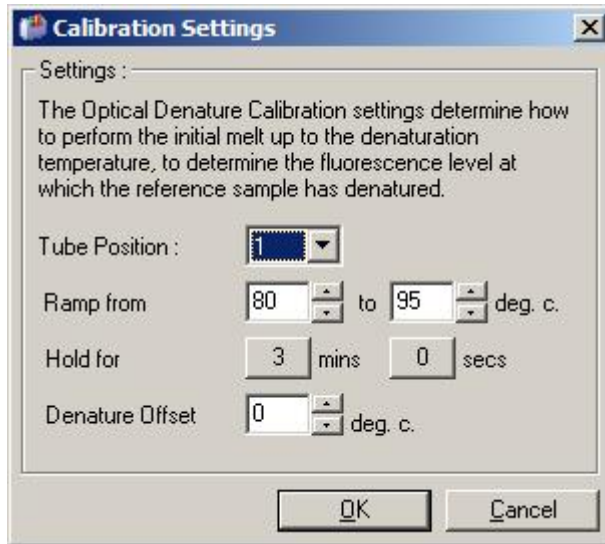 Calibration Settings
Settings :
The Optical Denature Calibration settings determine how
to perform the initial melt up to the denaturation
temperature, to determine the fluorescence level at
which the reference sample has denatured.
Tube Position : 1
Ramp from 80 to 95 deg. c.
Hold for 3 mins 0 secs
Denature Offset 0 deg. c.
OK Cancel